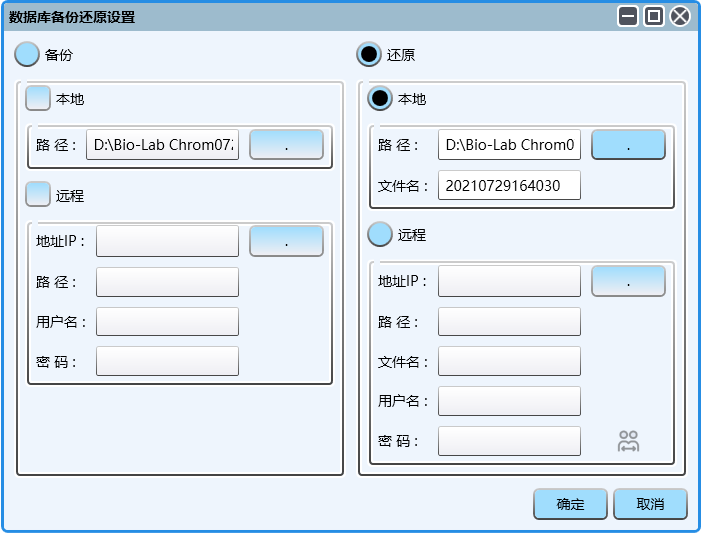 数据库备份还原设置
备份
本地
路 径： D:\Bio-Lab Chrom07 .
远程
地址IP： .
路 径：
用户名：
密 码：
还原
本地
路 径： D:\Bio-Lab Chrom0 .
文件名： 20210729164030
远程
地址IP： .
路 径：
文件名：
用户名：
密 码：
确定 取消